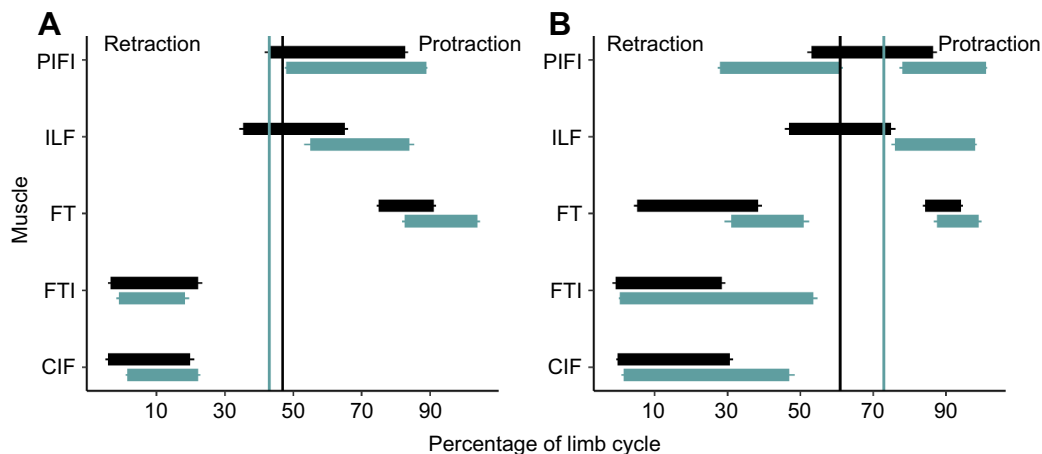 A
B
Retraction
Protraction
Retraction
Protraction
PIFI
ILF
FT
FTI
CIF
Muscle
PIFI
ILF
FT
FTI
CIF
10 30 50 70 90
10 30 50 70 90
Percentage of limb cycle